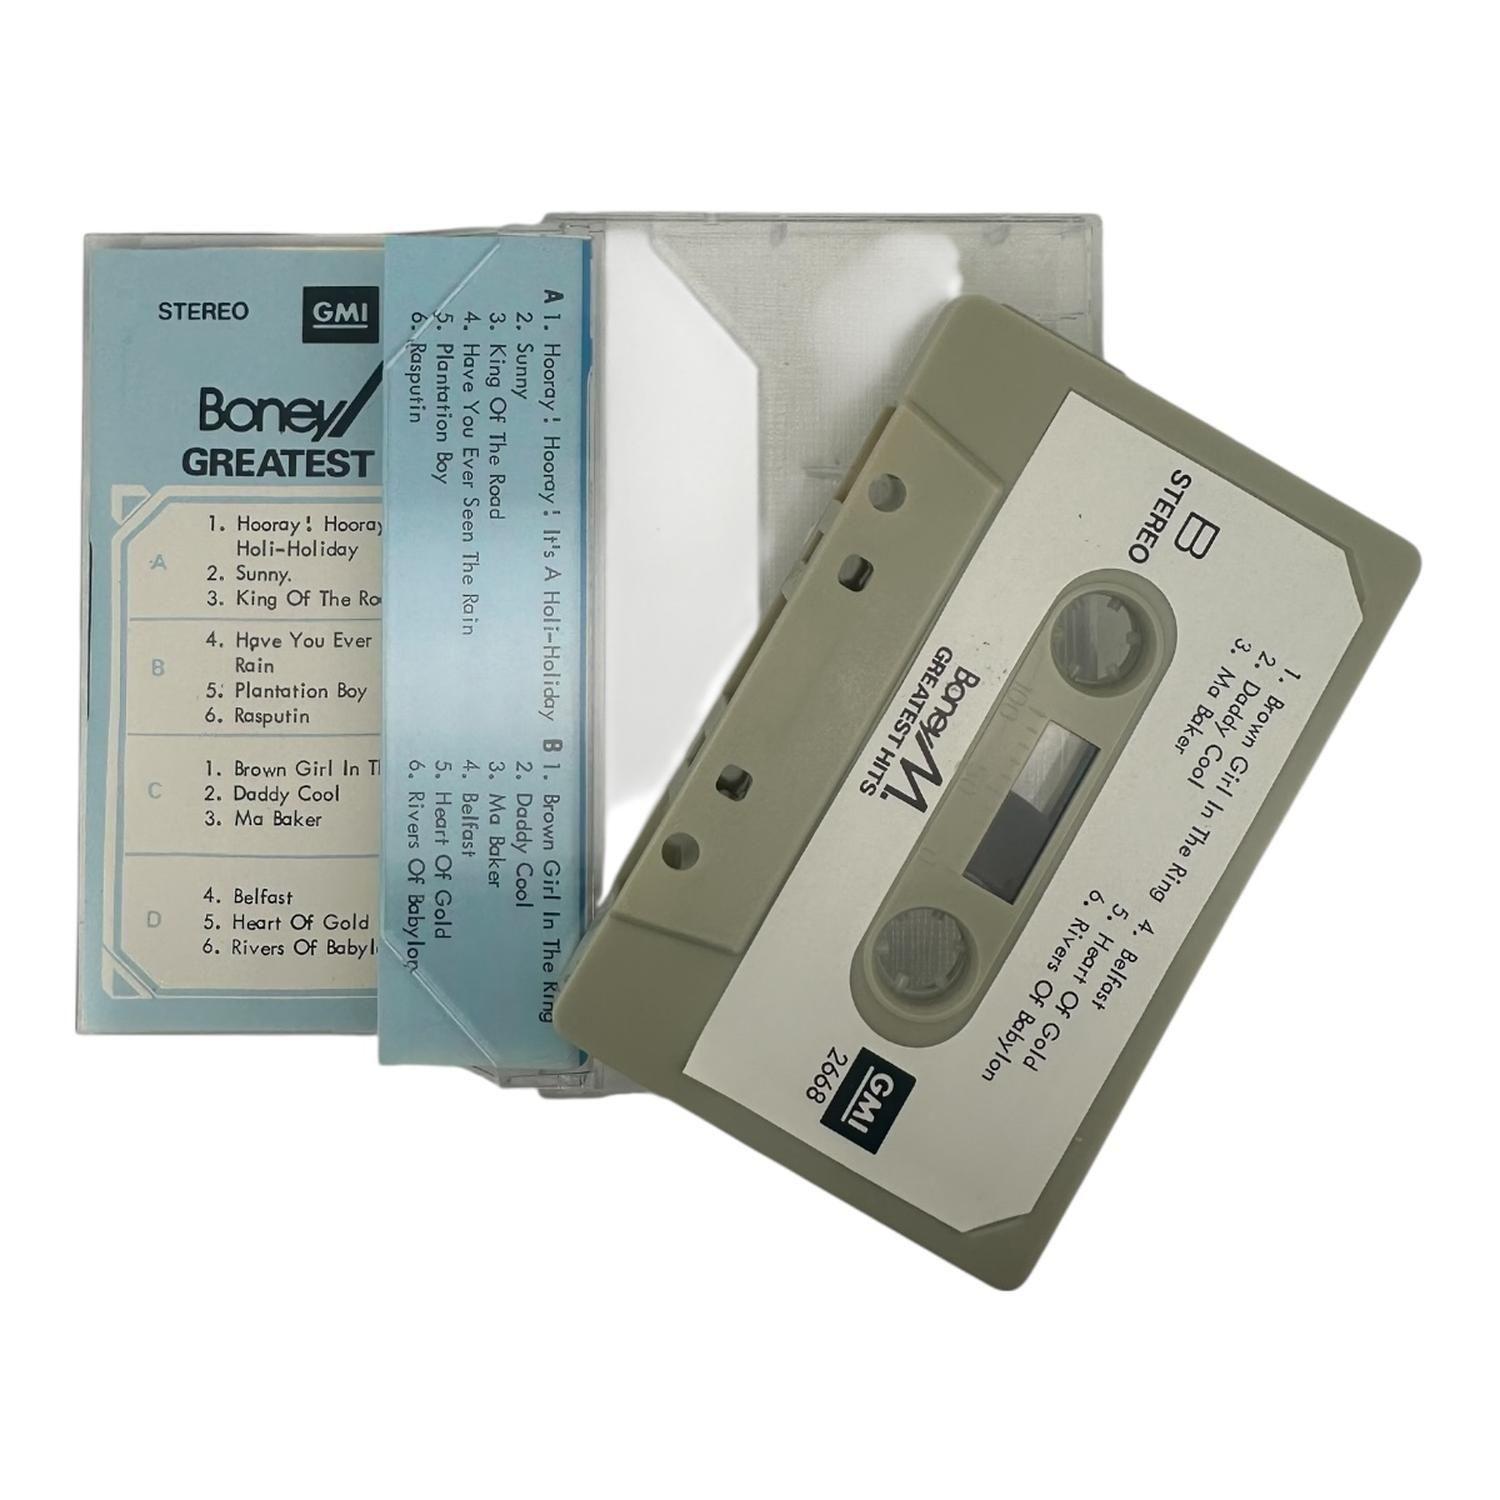 STEREO
GMI
Boney
GREATEST
A
1. Hooray! Hooray
Holi-Holiday
2. Sunny.
3. King Of The
B
4. Have You Ever
Rain
5. Plantation Boy
6. Rasputin
C
1. Brown Girl In
2. Daddy Cool
3. Ma Baker
D
4. Belfast
5. Heart Of Gold
6. Rivers Of
A 1. Hooray! Hooray! It's A Holi-Holiday
2. Sunny
3. King Of The Road
4. Have You Ever Seen The Rain
5. Plantation Boy
6. Rasputin
B 1. Brown Girl In The Ring
2. Daddy Cool
3. Ma Baker
4. Belfast
5. Heart Of Gold
6. Rivers Of Babylon
B
STEREO
1. Brown Girl In The Ring
2. Daddy Cool
3. Ma Baker
4. Belfast
5. Heart Of Gold
6. Rivers Of Babylon
100
50
0
Boney M.
GREATEST HITS
GMI
2668